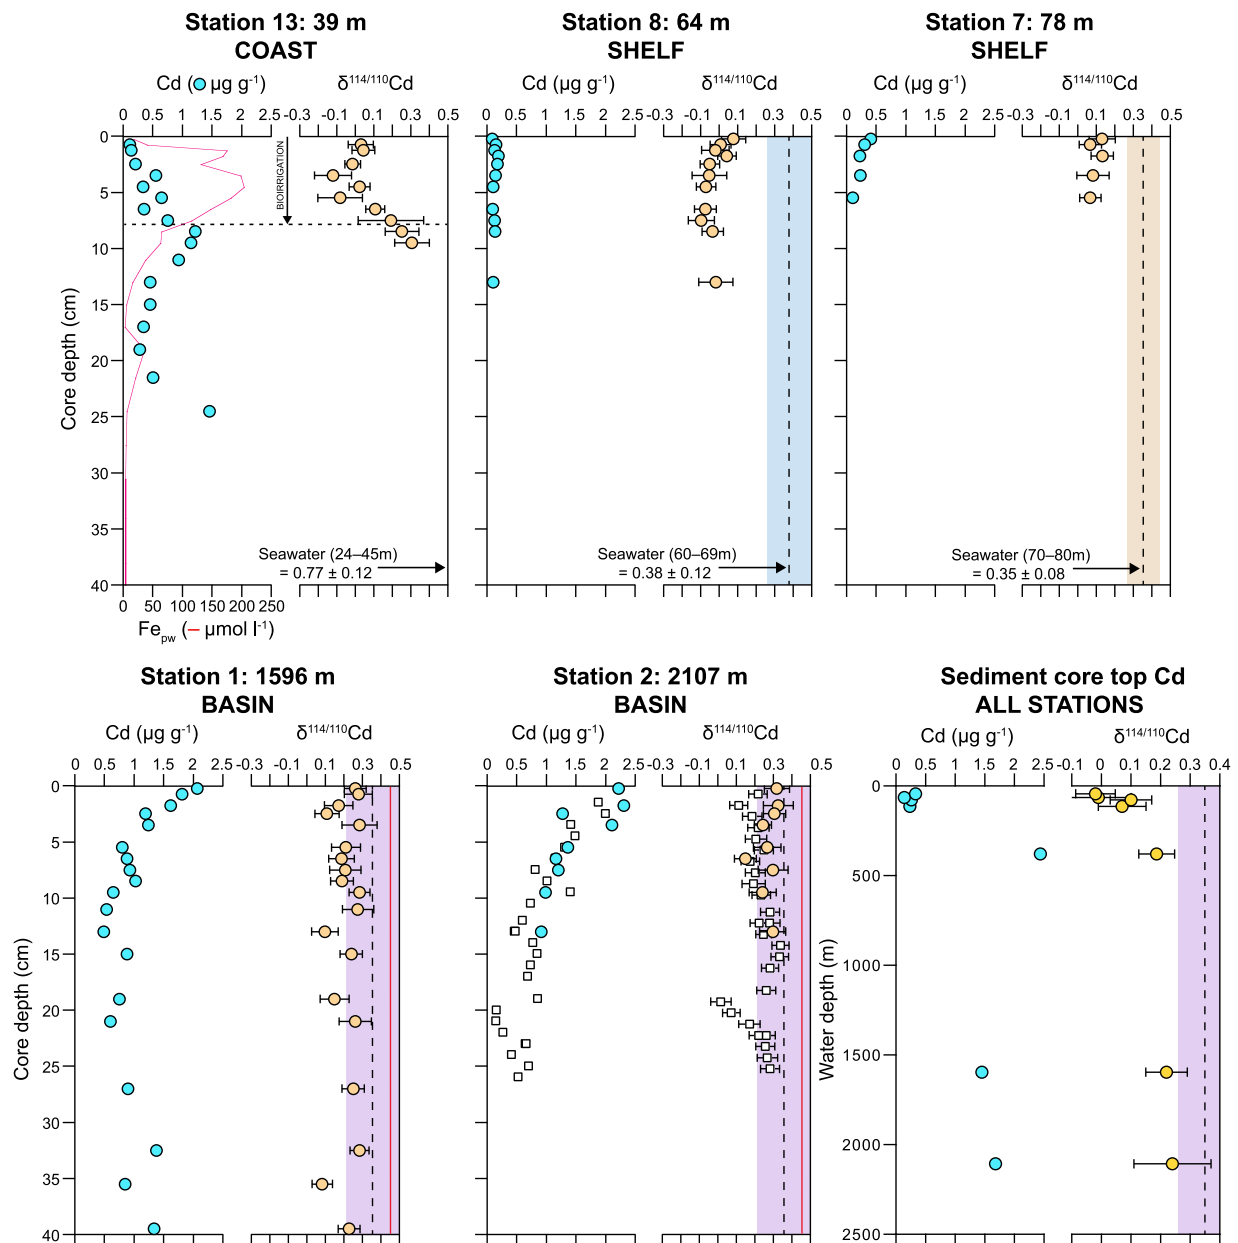 Station 13: 39 m
COAST
Cd (µg g⁻¹)
δ¹¹⁴/¹¹⁰Cd
0 0.5 1 1.5 2 2.5
-0.3 -0.1 0.1 0.3 0.5
0
5
10
15
20
25
30
35
40
Core depth (cm)
BIOIRRIGATION
Seawater (24–45m)
= 0.77 ± 0.12
0 50 100 150 200 250
Fepw (– µmol l⁻¹)
Station 8: 64 m
SHELF
Cd (µg g⁻¹)
δ¹¹⁴/¹¹⁰Cd
0 0.5 1 1.5 2 2.5
-0.3 -0.1 0.1 0.3 0.5
Seawater (60–69m)
= 0.38 ± 0.12
Station 7: 78 m
SHELF
Cd (µg g⁻¹)
δ¹¹⁴/¹¹⁰Cd
0 0.5 1 1.5 2 2.5
-0.3 -0.1 0.1 0.3 0.5
Seawater (70–80m)
= 0.35 ± 0.08
Station 1: 1596 m
BASIN
Cd (µg g⁻¹)
δ¹¹⁴/¹¹⁰Cd
0 0.5 1 1.5 2 2.5
-0.3 -0.1 0.1 0.3 0.5
0
5
10
15
20
25
30
35
40
Core depth (cm)
Station 2: 2107 m
BASIN
Cd (µg g⁻¹)
δ¹¹⁴/¹¹⁰Cd
0 0.5 1 1.5 2 2.5
-0.3 -0.1 0.1 0.3 0.5
Sediment core top Cd
ALL STATIONS
Cd (µg g⁻¹)
δ¹¹⁴/¹¹⁰Cd
0 0.5 1 1.5 2 2.5
-0.1 0 0.1 0.2 0.3 0.4
0
500
1000
1500
2000
2500
Water depth (m)